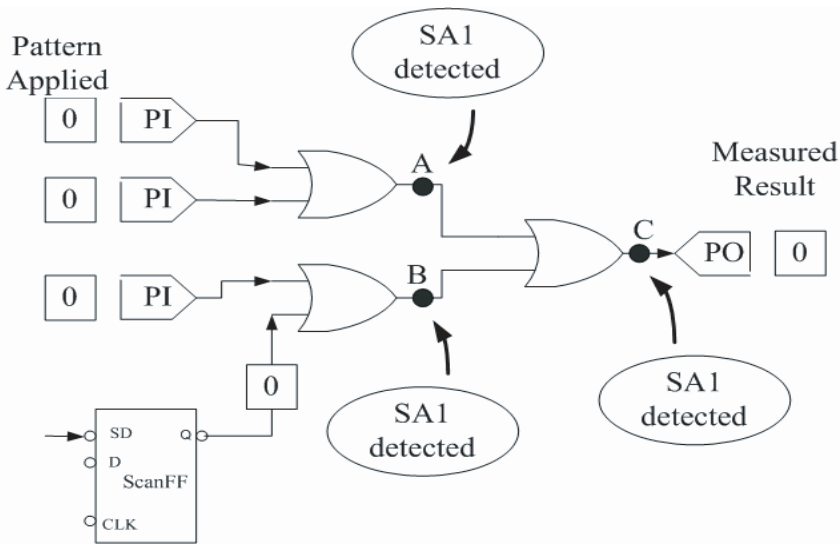 SA1
detected
Pattern
Applied
0
PI
0
PI
A
Measured
Result
C
PO
0
0
PI
B
0
SA1
detected
SA1
detected
SD
Q
D
ScanFF
CLK